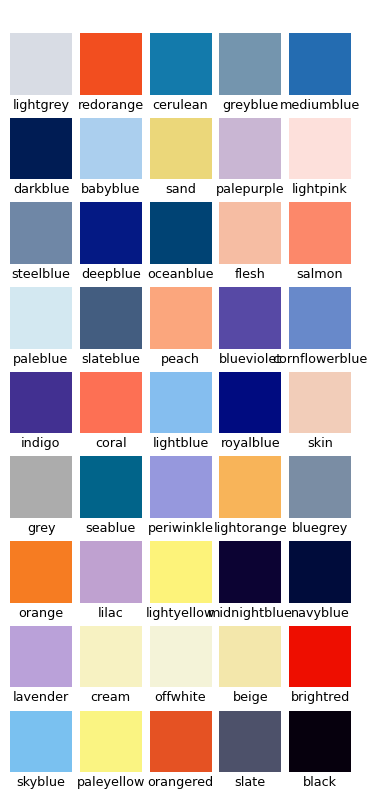 lightgrey redorange cerulean greyblue mediumblue
darkblue babyblue sand palepurple lightpink
steelblue deepblue oceanblue flesh salmon
paleblue slateblue peach blueviolet cornflowerblue
indigo coral lightblue royalblue skin
grey seablue periwinkle lightorange bluegrey
orange lilac lightyellow midnightblue navyblue
lavender cream offwhite beige brightred
skyblue paleyellow orangered slate black